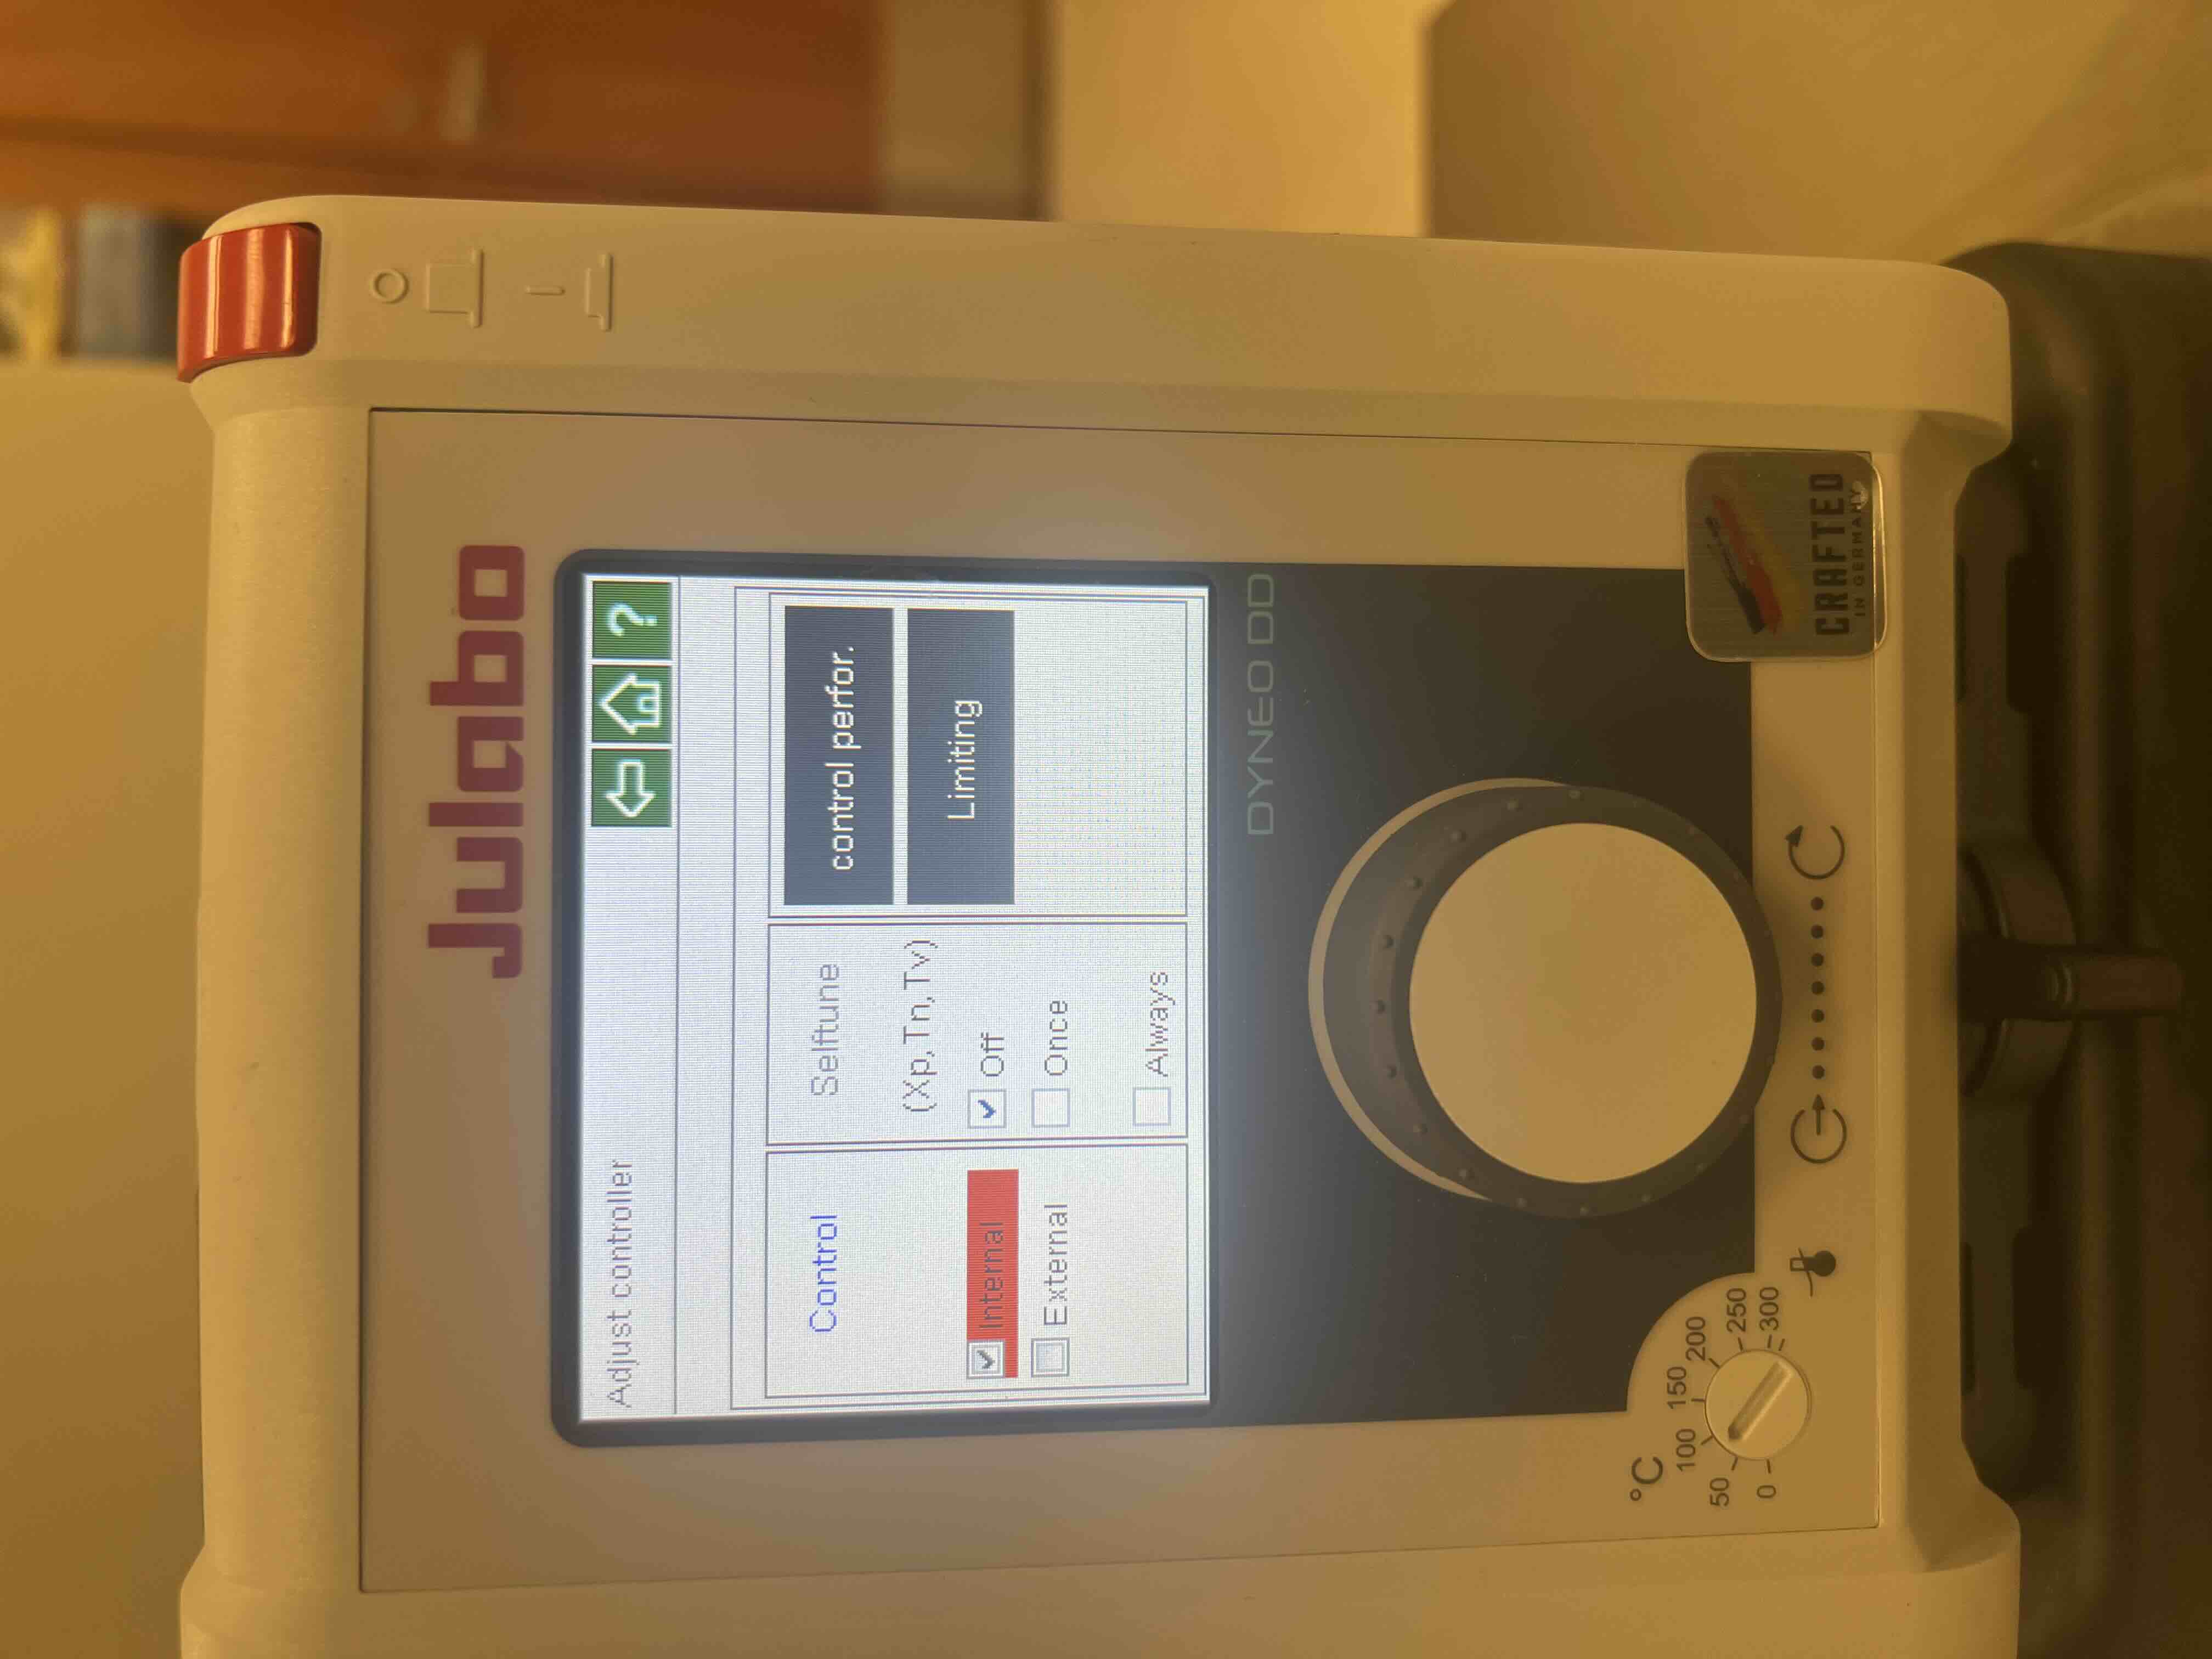 Julabo
Adjust controller
?
Control
Selftune
(Xp,Tn,Tv)
Internal
External
Off
Once
Always
control perfor.
Limiting
DYNEO DD
°C
0
50
100
150
200
250
300
CRAFTED
IN GERMANY